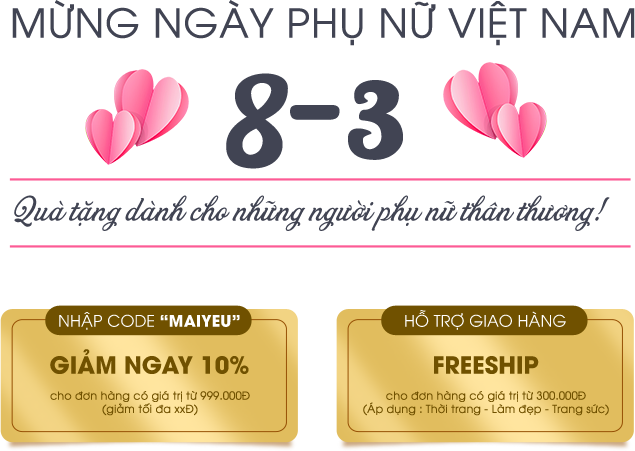 MỪNG NGÀY PHỤ NỮ VIỆT NAM
8-3
Quà tặng dành cho những người phụ nữ thân thương!
NHẬP CODE “MAIYEU”
GIẢM NGAY 10%
cho đơn hàng có giá trị từ 999.000Đ
(giảm tối đa xxĐ)
HỖ TRỢ GIAO HÀNG
FREESHIP
cho đơn hàng có giá trị từ 300.000Đ
(Áp dụng : Thời trang - Làm đẹp - Trang sức)